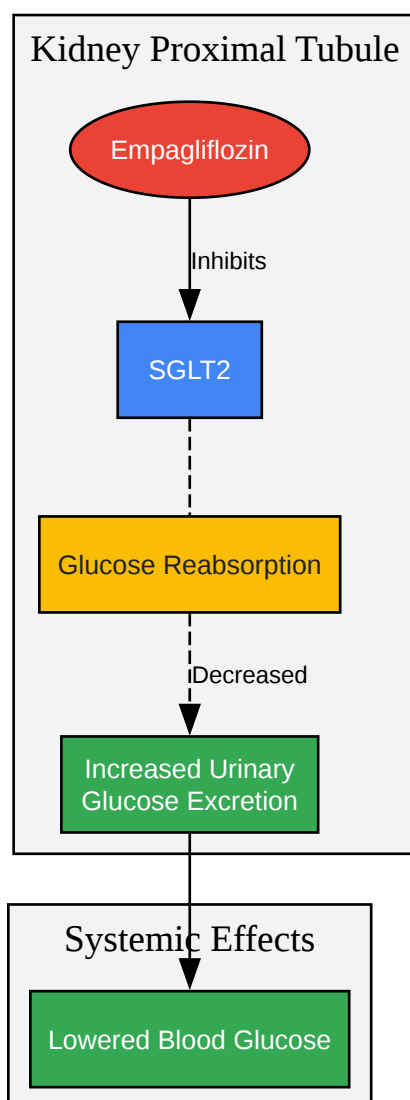 Kidney Proximal Tubule
Empagliflozin
Inhibits
SGLT2
Glucose Reabsorption
Decreased
Increased Urinary
Glucose Excretion
Systemic Effects
Lowered Blood Glucose